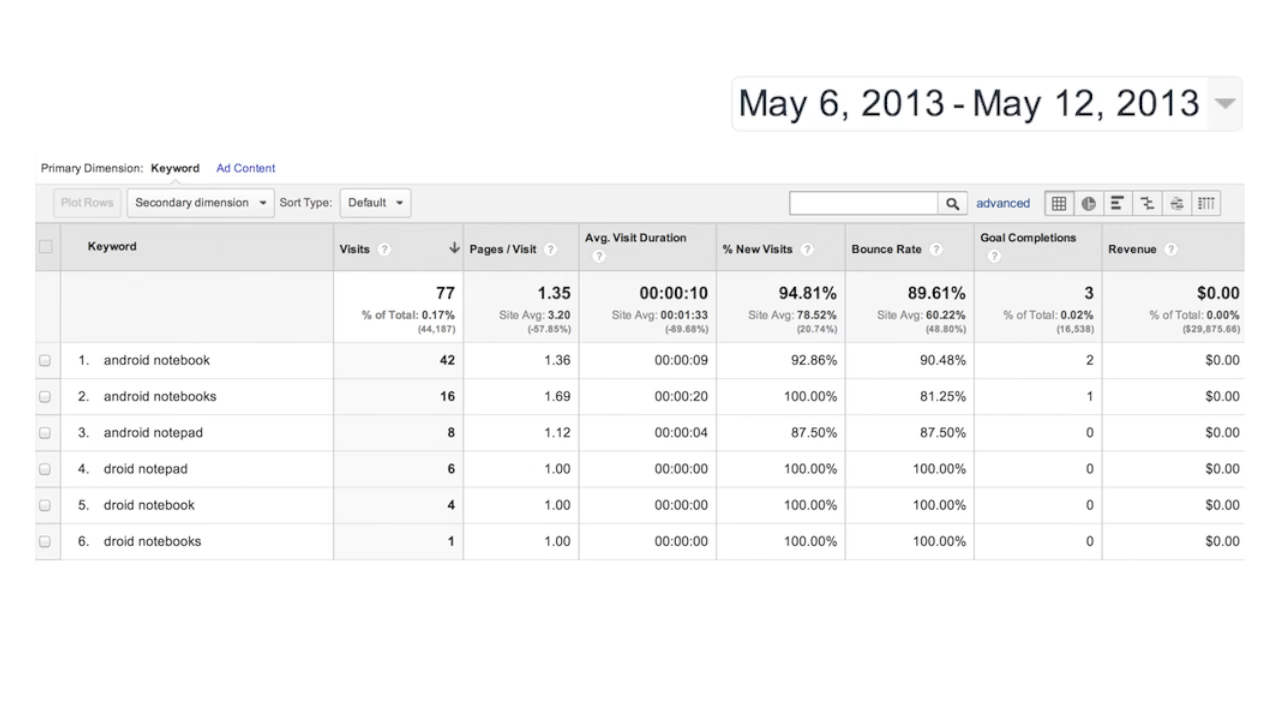 May 6, 2013 - May 12, 2013
Primary Dimension: Keyword Ad Content
Plot Rows Secondary dimension Sort Type: Default advanced
Keyword Visits ? Pages / Visit ? Avg. Visit Duration ? % New Visits ? Bounce Rate ? Goal Completions ? Revenue ?
77 1.35 00:00:10 94.81% 89.61% 3 $0.00
% of Total: 0.17% Site Avg: 3.20 Site Avg: 00:01:33 Site Avg: 78.52% Site Avg: 60.22% % of Total: 0.02% % of Total: 0.00%
(44,187) (-57.85%) (-89.68%) (20.74%) (48.80%) (16,538) ($29,875.66)
1. android notebook 42 1.36 00:00:09 92.86% 90.48% 2 $0.00
2. android notebooks 16 1.69 00:00:20 100.00% 81.25% 1 $0.00
3. android notepad 8 1.12 00:00:04 87.50% 87.50% 0 $0.00
4. droid notepad 6 1.00 00:00:00 100.00% 100.00% 0 $0.00
5. droid notebook 4 1.00 00:00:00 100.00% 100.00% 0 $0.00
6. droid notebooks 1 1.00 00:00:00 100.00% 100.00% 0 $0.00